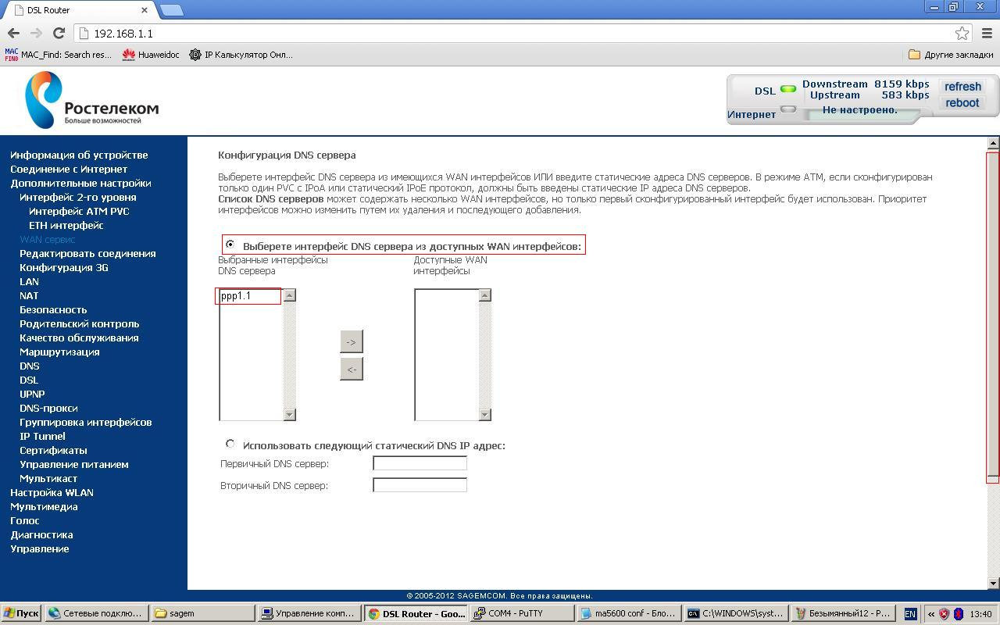 DSL Router
192.168.1.1
MAC FIND MAC_Find: Search res... Huaweidoc IP Калькулятор Онл... Другие закладки
Ростелеком
Больше возможностей
DSL Downstream 8159 kbps refresh
Upstream 583 kbps
Интернет Не настроено. reboot
Информация об устройстве
Соединение с Интернет
Дополнительные настройки
Интерфейс 2-го уровня
Интерфейс ATM PVC
ETH интерфейс
WAN сервис
Редактировать соединения
Конфигурация 3G
LAN
NAT
Безопасность
Родительский контроль
Качество обслуживания
Маршрутизация
DNS
DSL
UPNP
DNS-прокси
Группировка интерфейсов
IP Tunnel
Сертификаты
Управление питанием
Мультикаст
Настройка WLAN
Мультимедиа
Голос
Диагностика
Управление
Конфигурация DNS сервера
Выберете интерфейс DNS сервера из имеющихся WAN интерфейсов ИЛИ введите статические адреса DNS серверов. В режиме ATM, если сконфигурирован
только один PVC с IPoA или статический IPoE протокол, должны быть введены статические IP адреса DNS серверов.
Список DNS серверов может содержать несколько WAN интерфейсов, но только первый сконфигурированный интерфейс будет использован. Приоритет
интерфейсов можно изменить путем их удаления и последующего добавления.
Выберете интерфейс DNS сервера из доступных WAN интерфейсов:
Выбранные интерфейсы
DNS сервера
Доступные WAN
интерфейсы
ppp1.1
->
<-
Использовать следующий статический DNS IP адрес:
Первичный DNS сервер:
Вторичный DNS сервер:
© 2005-2012 SAGEMCOM. Все права защищены.
Пуск Сетевые подклю... sagem Управление комп... DSL Router - Goo... COM4 - PuTTY ma5600 conf - Бло... C:\WINDOWS\syst... Безымянный12 - P... EN « 13:40